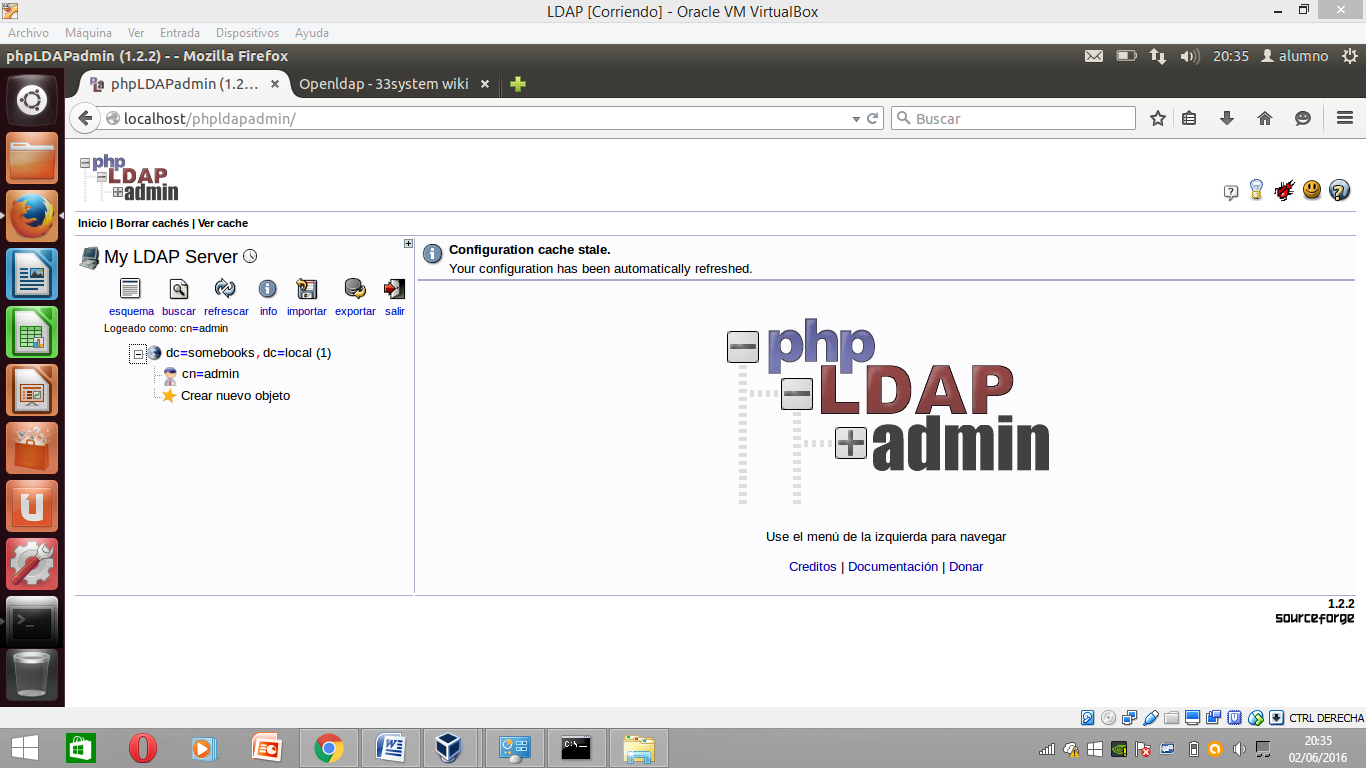 LDAP [Corriendo] - Oracle VM VirtualBox
Archivo Máquina Ver Entrada Dispositivos Ayuda
phpLDAPadmin (1.2.2) - - Mozilla Firefox 20:35 alumno
phpLDAPadmin (1.2... Openldap - 33system wiki
localhost/phpldapadmin/ Buscar
php
LDAP
admin
Inicio | Borrar cachés | Ver cache
My LDAP Server
esquema buscar refrescar info importar exportar salir
Logeado como: cn=admin
dc=somebooks,dc=local (1)
cn=admin
Crear nuevo objeto
Configuration cache stale.
Your configuration has been automatically refreshed.
php
LDAP
admin
Use el menú de la izquierda para navegar
Creditos | Documentación | Donar
1.2.2
sourceforge
CTRL DERECHA
20:35
02/06/2016